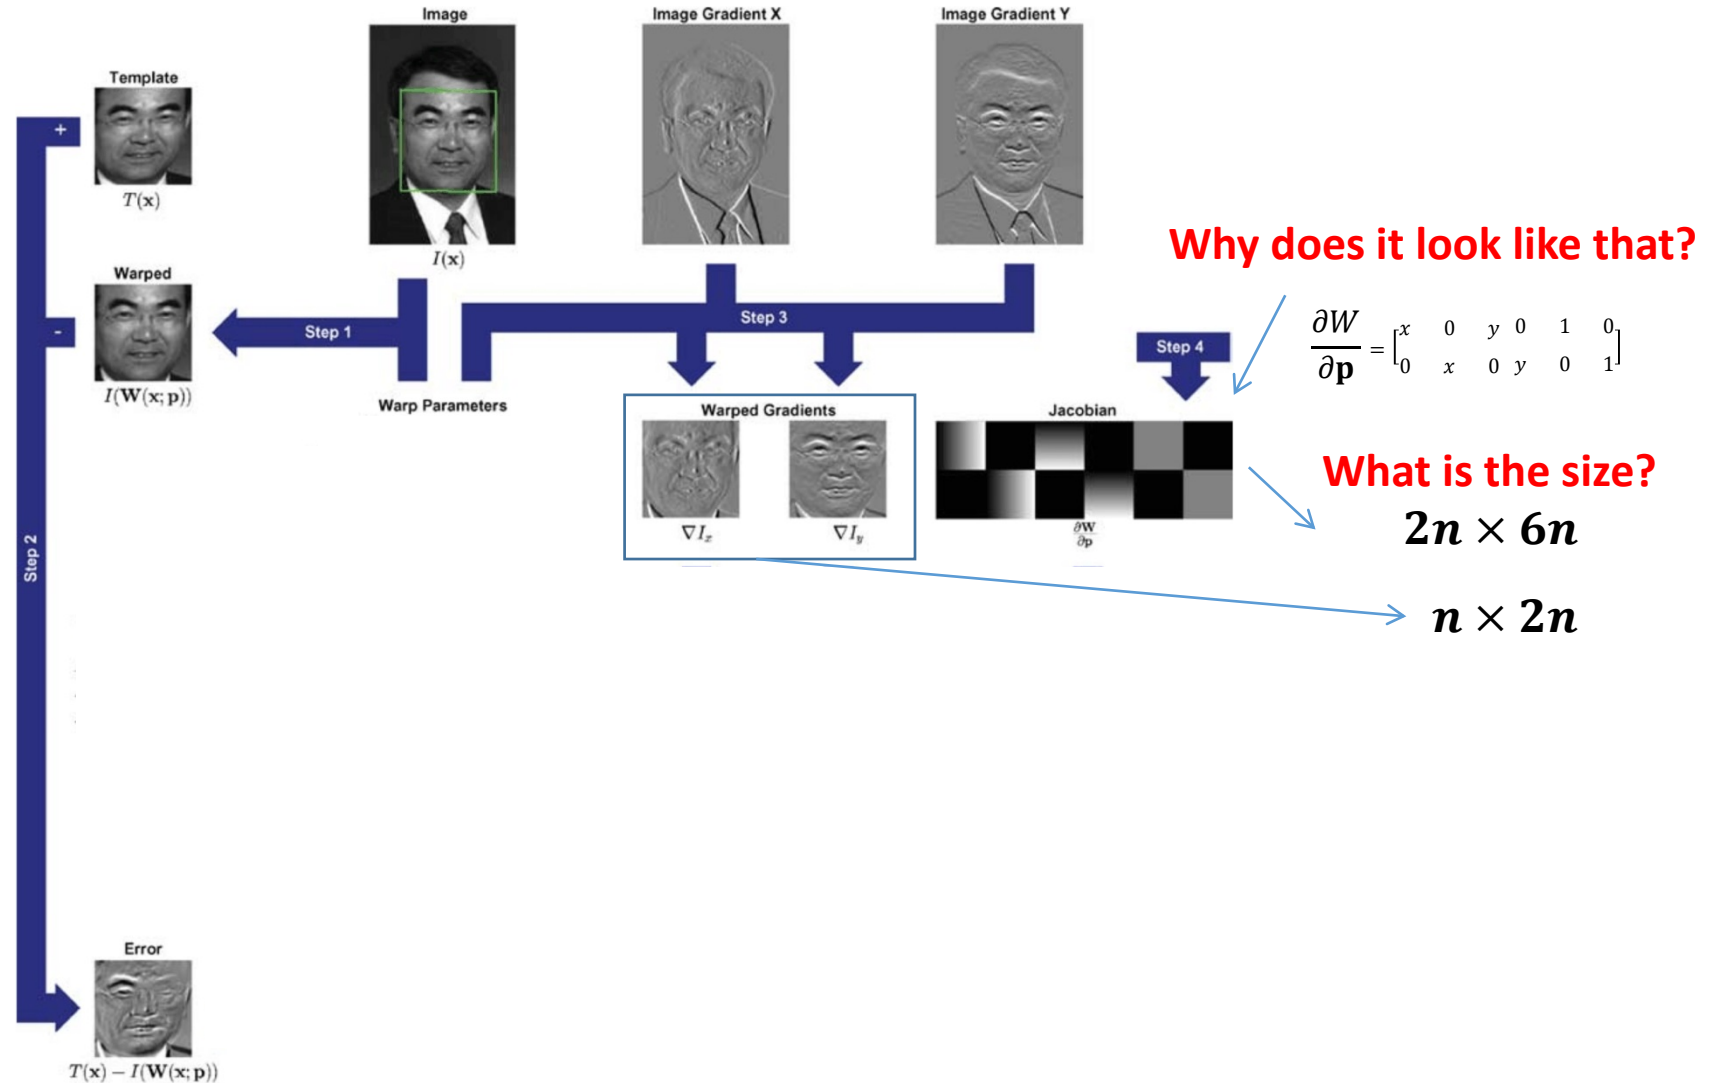 Image
Image Gradient X
Image Gradient Y
Template
+
T(x)
I(x)
Why does it look like that?
Warped
-
Step 1
Step 3
Step 4
∂W/∂p = [x 0 y 0 1 0
0 x 0 y 0 1]
I(W(x; p))
Warp Parameters
Warped Gradients
Jacobian
What is the size?
2n × 6n
∇I_x
∇I_y
∂W/∂p
Step 2
n × 2n
Error
T(x) − I(W(x; p))